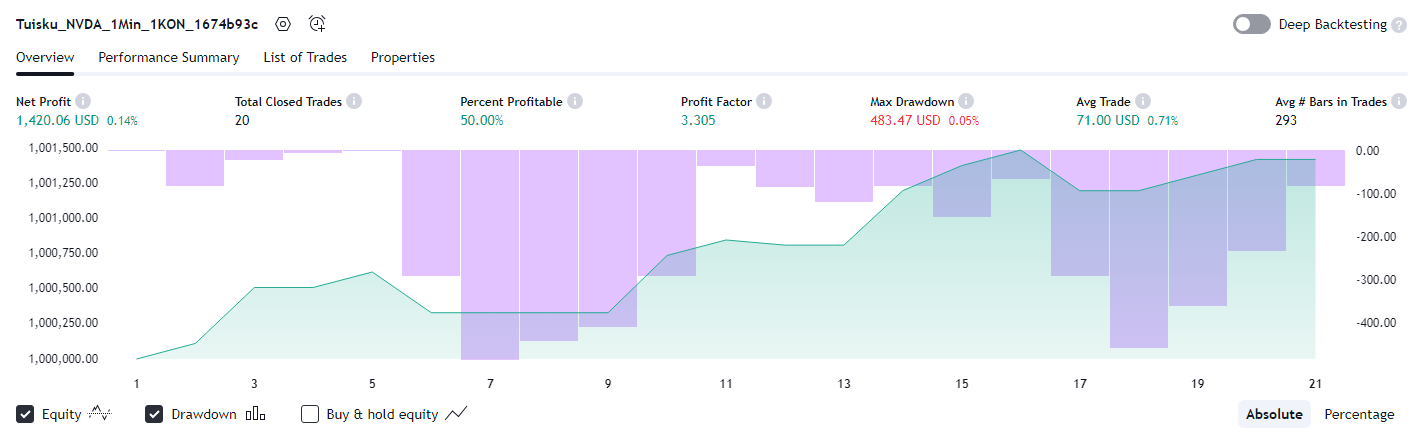 Tuisku_NVDA_1Min_1KON_1674b93c
Deep Backtesting ?
Overview Performance Summary List of Trades Properties
Net Profit i Total Closed Trades i Percent Profitable i Profit Factor i Max Drawdown i Avg Trade i Avg # Bars in Trades i
1,420.06 USD 0.14% 20 50.00% 3.305 483.47 USD 0.05% 71.00 USD 0.71% 293
1,001,500.00 0.00
1,001,250.00 -100.00
1,001,000.00 -200.00
1,000,750.00
1,000,500.00 -300.00
1,000,250.00 -400.00
1,000,000.00
1 3 5 7 9 11 13 15 17 19 21
Equity Drawdown Buy & hold equity Absolute Percentage